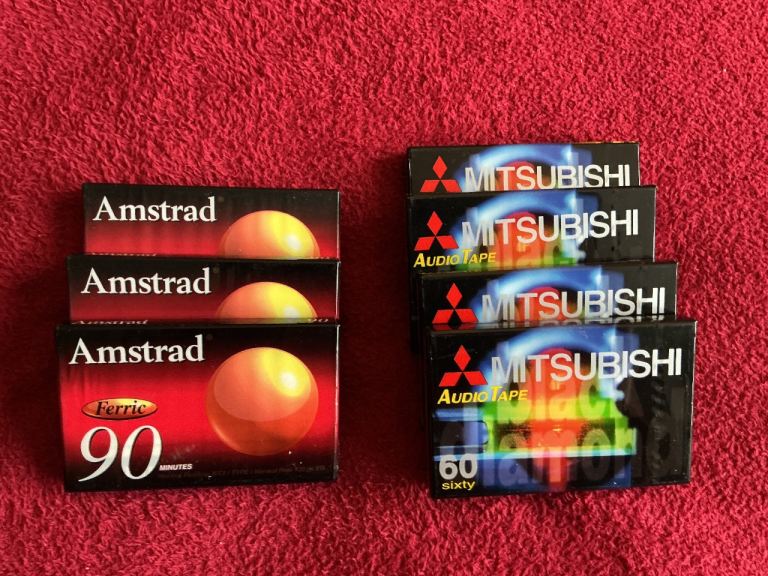 Amstrad
Amstrad
Amstrad
Ferric
90
MINUTES
MITSUBISHI
MITSUBISHI
AUDIO TAPE
MITSUBISHI
MITSUBISHI
AUDIO TAPE
black
diamond
60
sixty